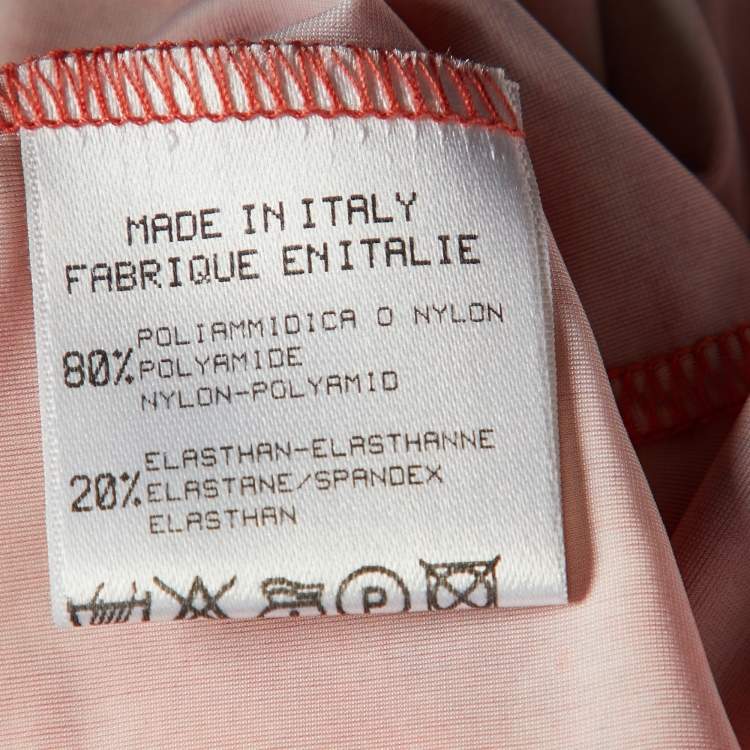 MADE IN ITALY
FABRIQUE EN ITALIE
80% POLIAMMIDICA O NYLON
POLYAMIDE
NYLON-POLYAMID
20% ELASTHAN-ELASTHANNE
ELASTANE/SPANDEX
ELASTHAN
P